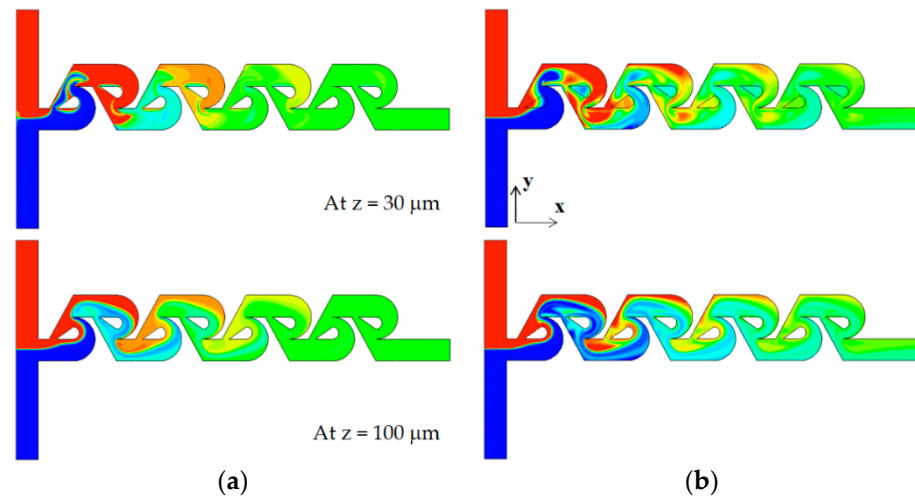 y
x
At z = 30 μm
At z = 100 μm
(a)
(b)